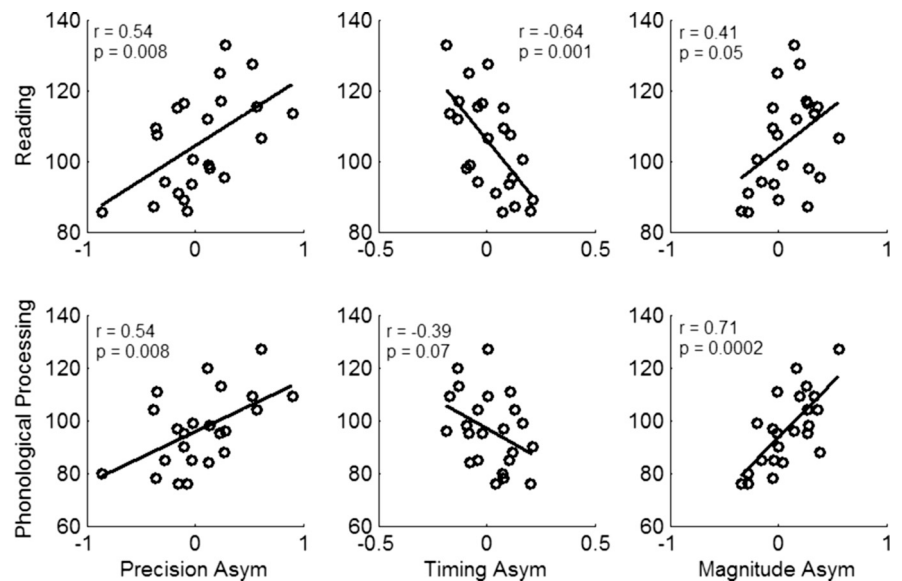 140
120
100
80
-1
0
1
Reading
r = 0.54
p = 0.008
140
120
100
80
-0.5
0
0.5
r = -0.64
p = 0.001
140
120
100
80
-1
0
1
r = 0.41
p = 0.05
140
120
100
80
60
-1
0
1
Phonological Processing
r = 0.54
p = 0.008
Precision Asym
140
120
100
80
60
-0.5
0
0.5
r = -0.39
p = 0.07
Timing Asym
140
120
100
80
60
-1
0
1
r = 0.71
p = 0.0002
Magnitude Asym